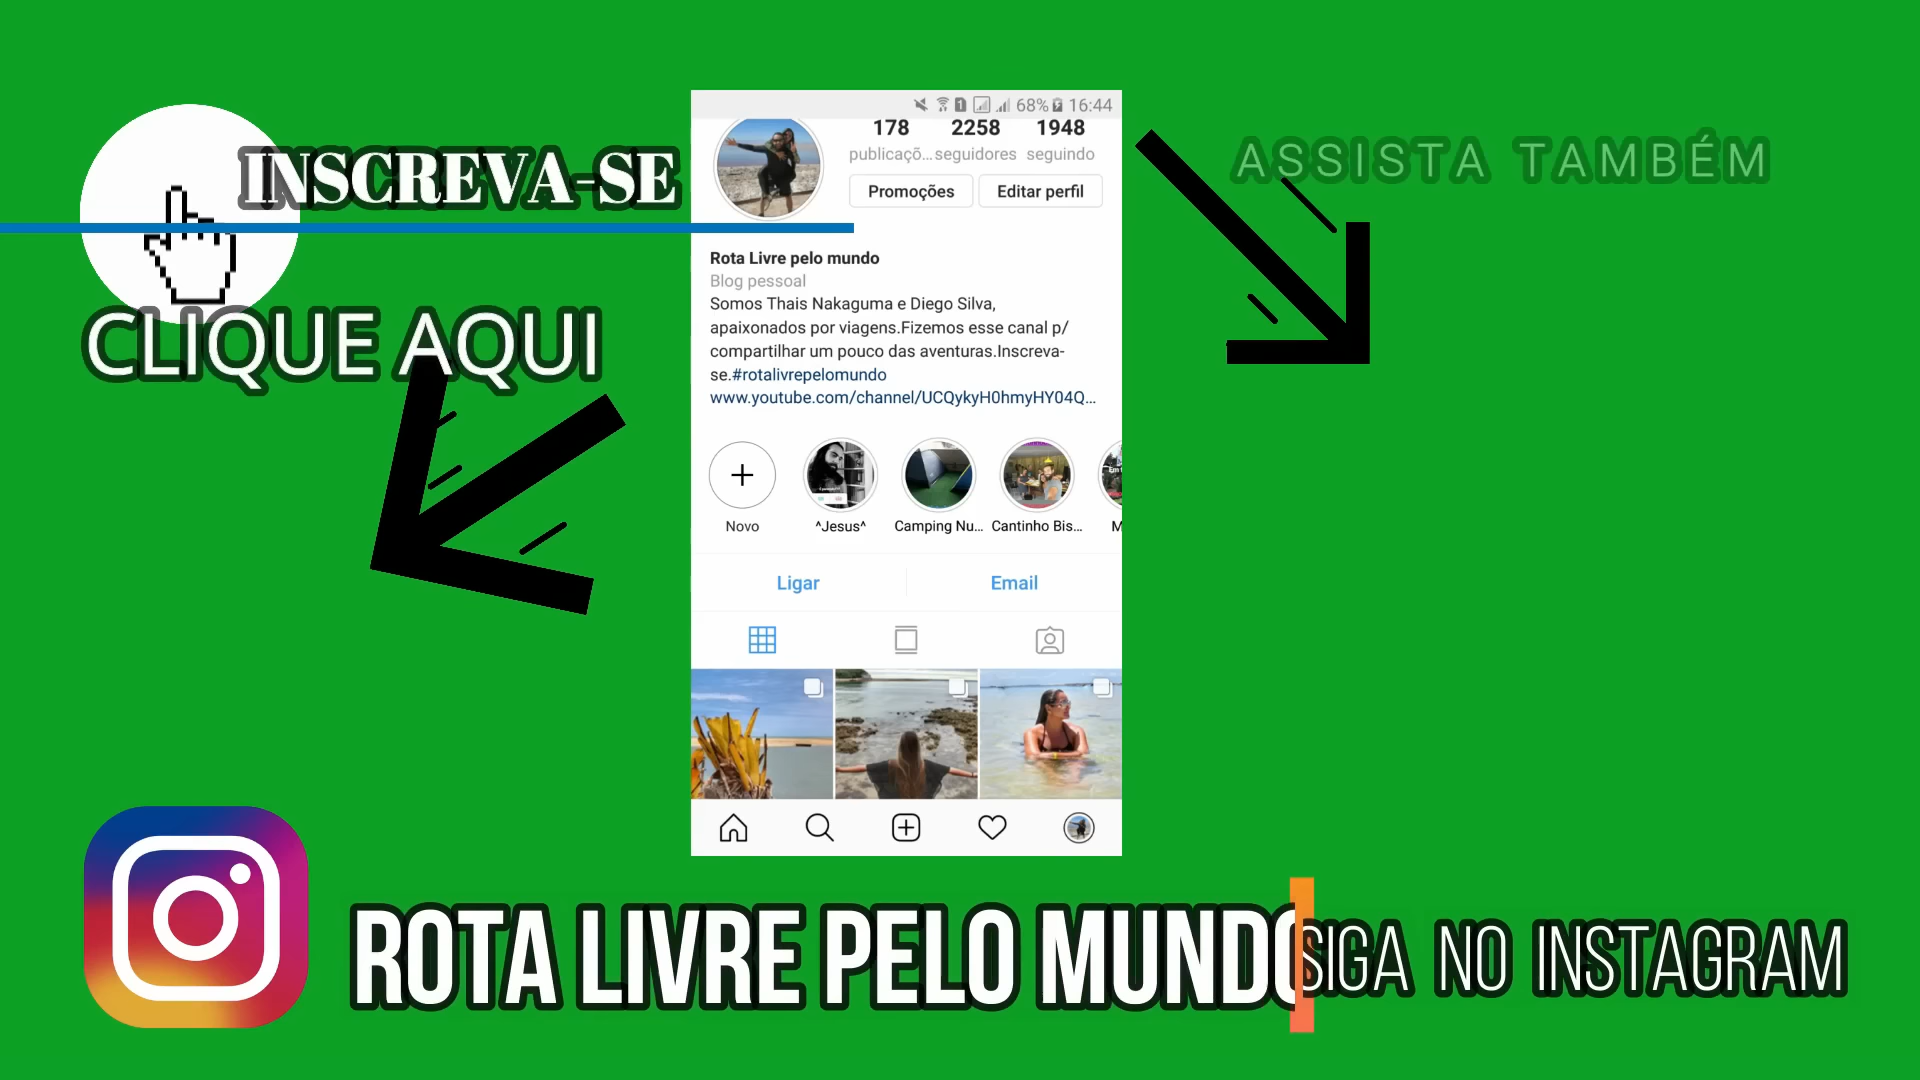 INSCREVA-SE
CLIQUE AQUI
68% 16:44
178 2258 1948
publicaçõ... seguidores seguindo
Promoções Editar perfil
Rota Livre pelo mundo
Blog pessoal
Somos Thais Nakaguma e Diego Silva,
apaixonados por viagens.Fizemos esse canal p/
compartilhar um pouco das aventuras.Inscreva-
se.#rotalivrepelomundo
www.youtube.com/channel/UCQykyH0hmyHY04Q...
Novo ^Jesus^ Camping Nu... Cantinho Bis... M
Ligar Email
ASSISTA TAMBÉM
ROTA LIVRE PELO MUNDO
SIGA NO INSTAGRAM